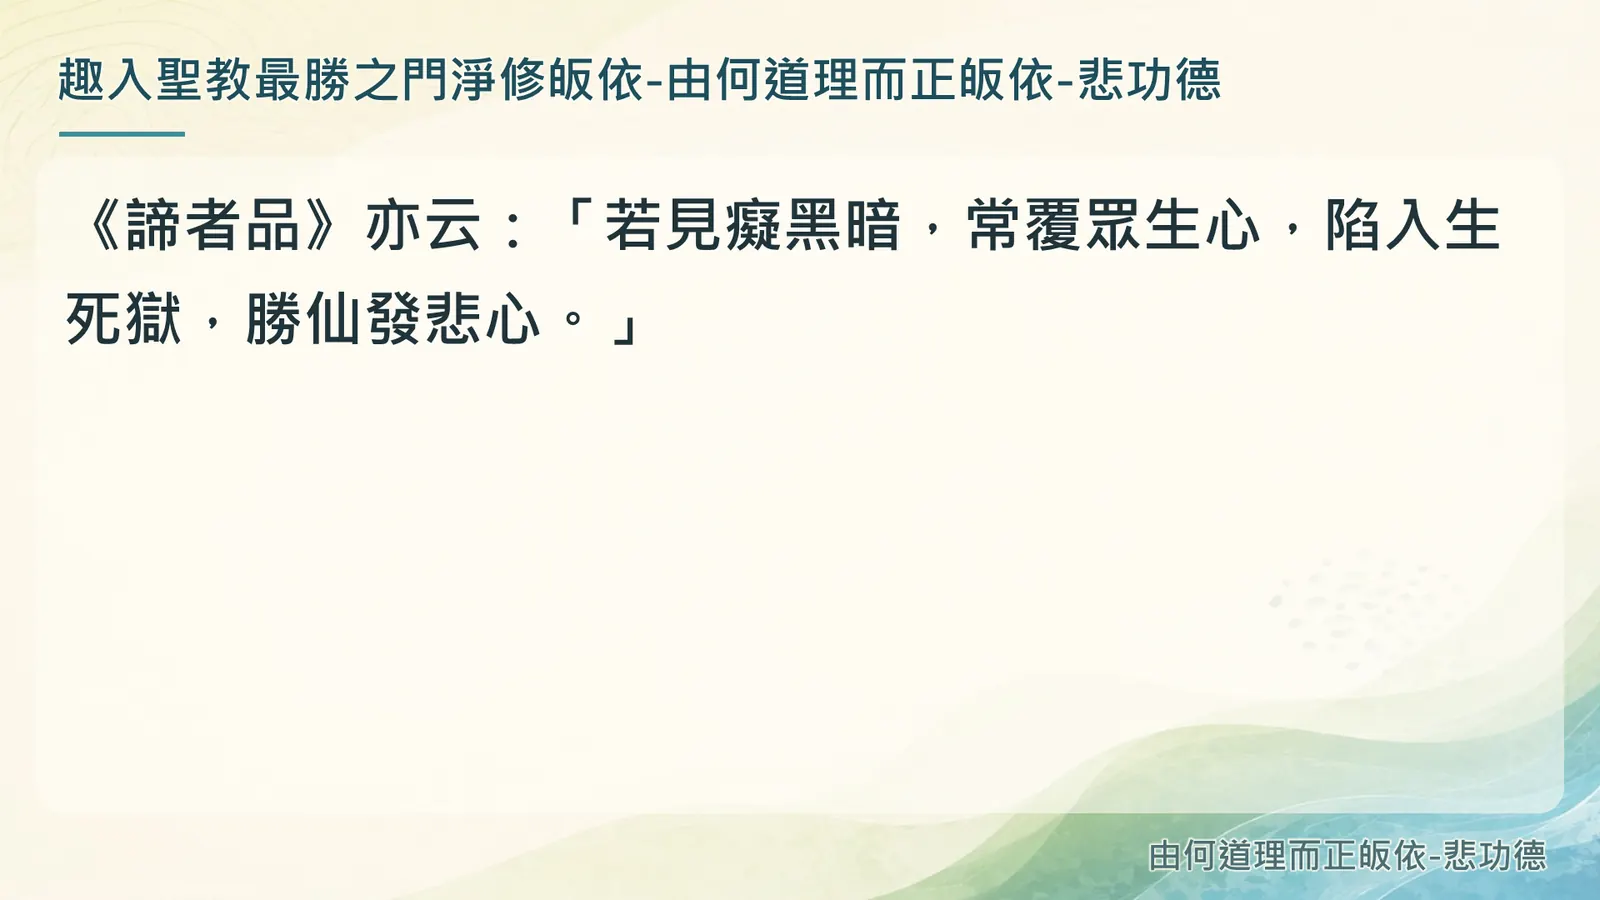 趣入聖教最勝之門淨修皈依-由何道理而正皈依-悲功德
《諦者品》亦云：「若見癡黑暗，常覆眾生心，陷入生
死獄，勝仙發悲心。」
由何道理而正皈依-悲功德